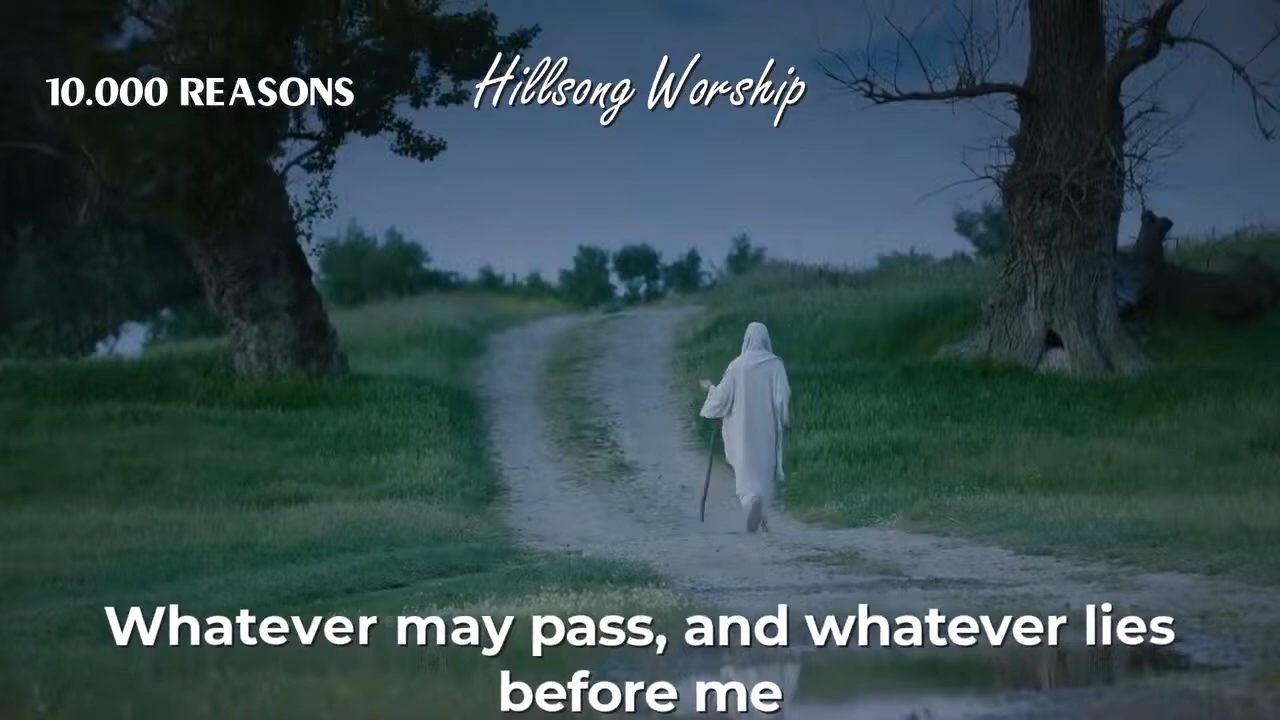 10.000 REASONS
Hillsong Worship
Whatever may pass, and whatever lies
before me